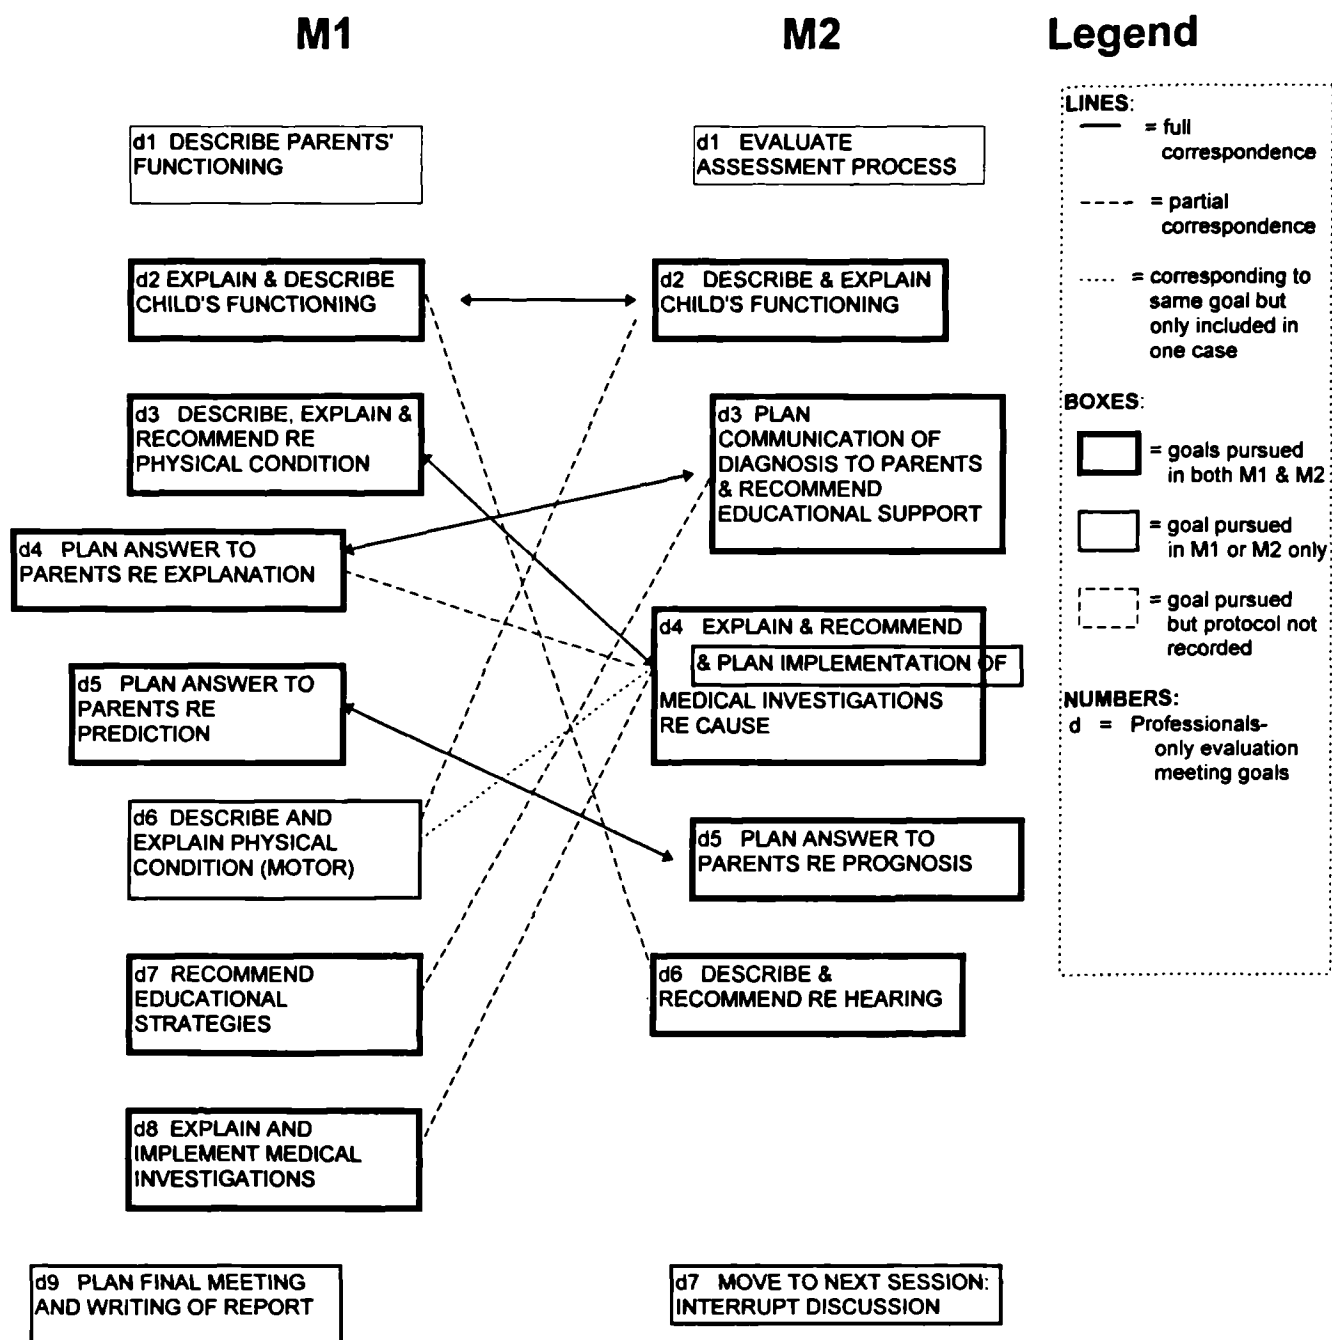 M1
M2
Legend
d1 DESCRIBE PARENTS'
FUNCTIONING
d2 EXPLAIN & DESCRIBE
CHILD'S FUNCTIONING
d3 DESCRIBE, EXPLAIN &
RECOMMEND RE
PHYSICAL CONDITION
d4 PLAN ANSWER TO
PARENTS RE EXPLANATION
d5 PLAN ANSWER TO
PARENTS RE
PREDICTION
d6 DESCRIBE AND
EXPLAIN PHYSICAL
CONDITION (MOTOR)
d7 RECOMMEND
EDUCATIONAL
STRATEGIES
d8 EXPLAIN AND
IMPLEMENT MEDICAL
INVESTIGATIONS
d9 PLAN FINAL MEETING
AND WRITING OF REPORT
d1 EVALUATE
ASSESSMENT PROCESS
d2 DESCRIBE & EXPLAIN
CHILD'S FUNCTIONING
d3 PLAN
COMMUNICATION OF
DIAGNOSIS TO PARENTS
& RECOMMEND
EDUCATIONAL SUPPORT
d4 EXPLAIN & RECOMMEND
& PLAN IMPLEMENTATION OF
MEDICAL INVESTIGATIONS
RE CAUSE
d5 PLAN ANSWER TO
PARENTS RE PROGNOSIS
d6 DESCRIBE &
RECOMMEND RE HEARING
d7 MOVE TO NEXT SESSION:
INTERRUPT DISCUSSION
LINES:
= full
correspondence
= partial
correspondence
= corresponding to
same goal but
only included in
one case
BOXES:
= goals pursued
in both M1 & M2
= goal pursued
in M1 or M2 only
= goal pursued
but protocol not
recorded
NUMBERS:
d = Professionals-
only evaluation
meeting goals